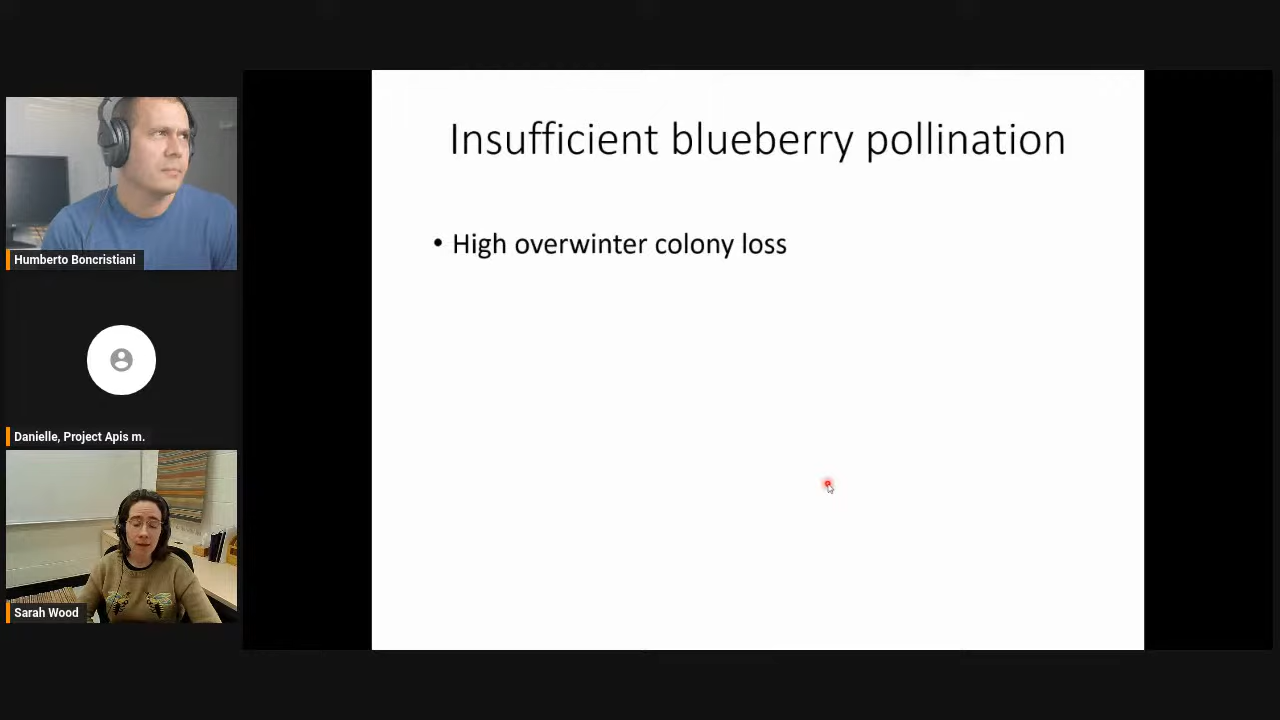 Insufficient blueberry pollination
• High overwinter colony loss
Humberto Boncristiani
Danielle, Project Apis m.
Sarah Wood